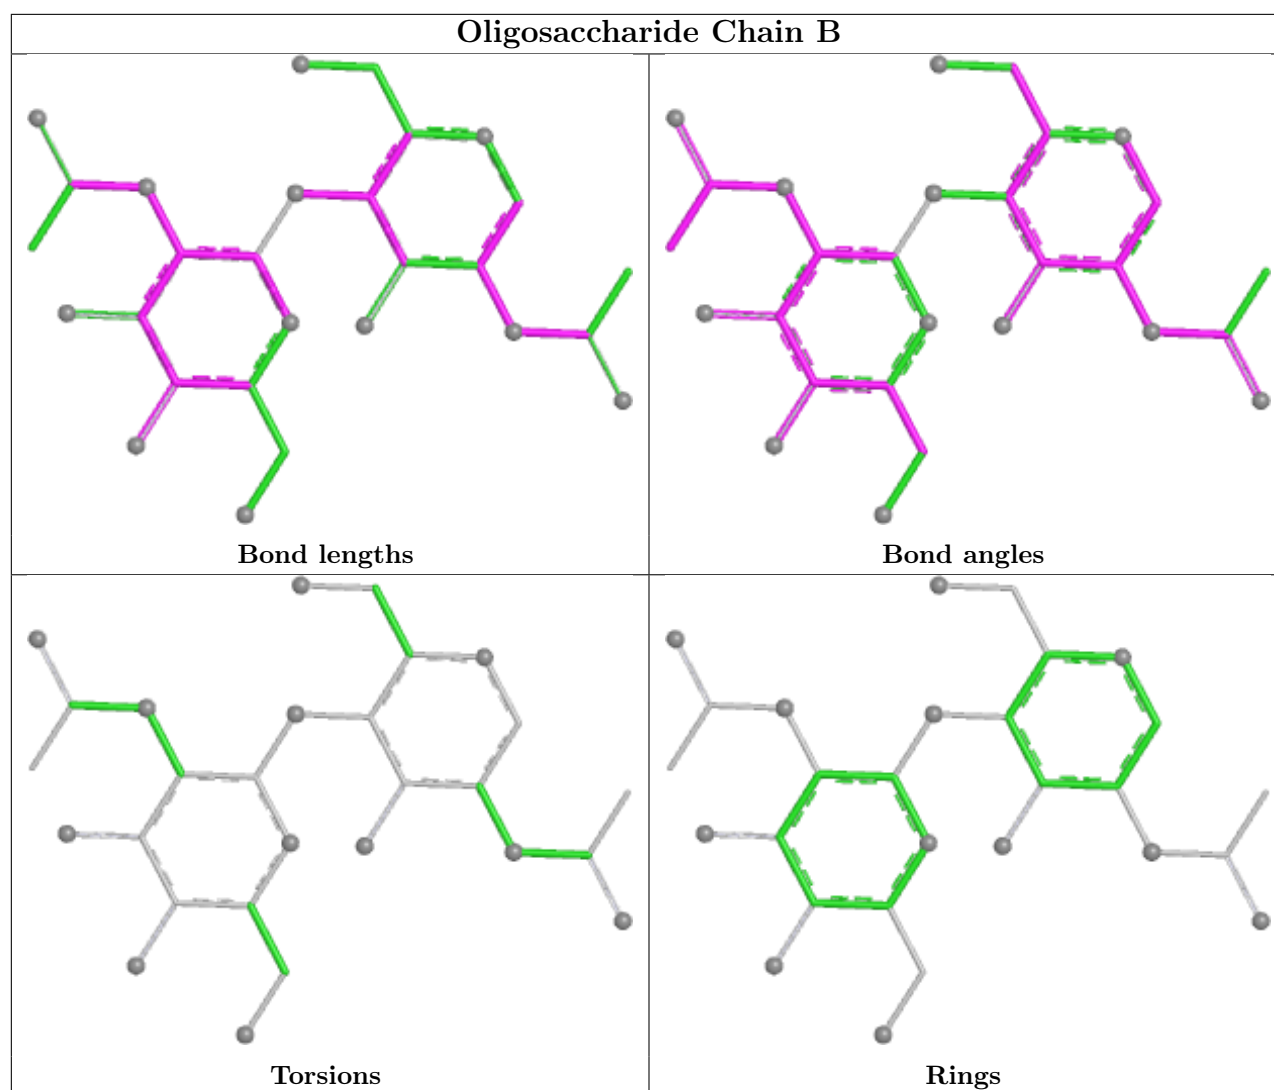 Oligosaccharide Chain B
Bond lengths
Bond angles
Torsions
Rings